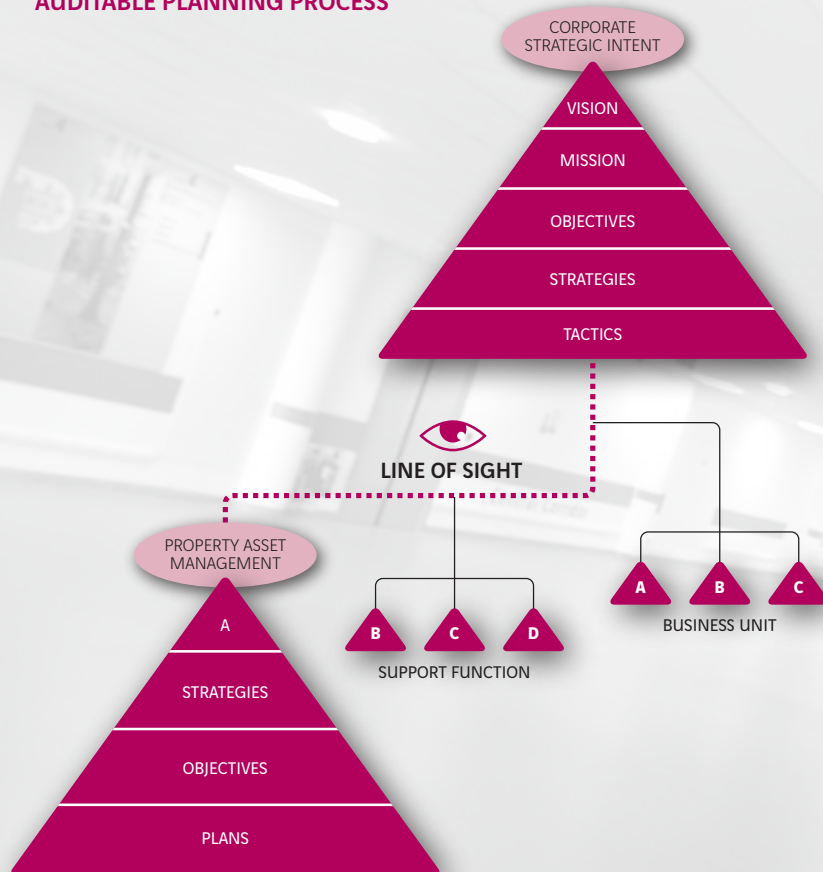 AUDITABLE PLANNING PROCESS
CORPORATE
STRATEGIC INTENT
VISION
MISSION
OBJECTIVES
STRATEGIES
TACTICS
LINE OF SIGHT
PROPERTY ASSET
MANAGEMENT
A
STRATEGIES
OBJECTIVES
PLANS
B C D
SUPPORT FUNCTION
A B C
BUSINESS UNIT